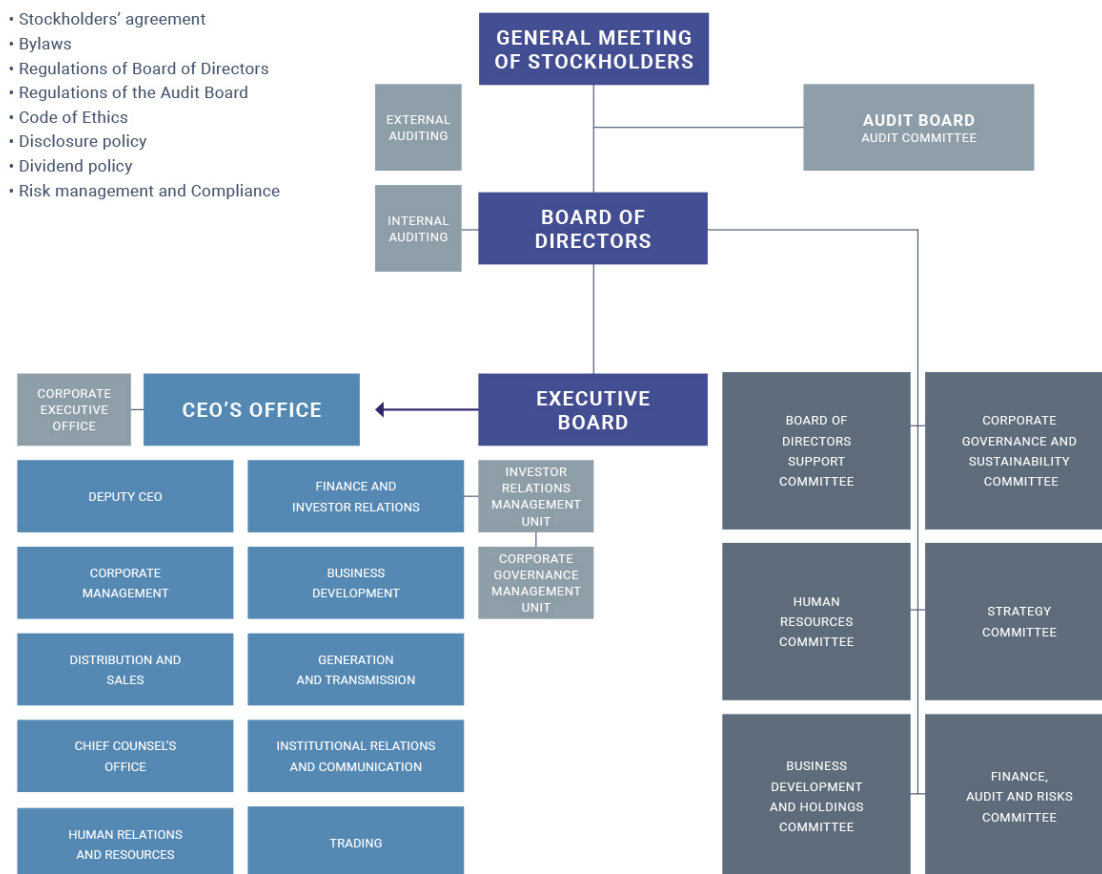 • Stockholders' agreement
• Bylaws
• Regulations of Board of Directors
• Regulations of the Audit Board
• Code of Ethics
• Disclosure policy
• Dividend policy
• Risk management and Compliance
GENERAL MEETING
OF STOCKHOLDERS
EXTERNAL
AUDITING
AUDIT BOARD
AUDIT COMMITTEE
INTERNAL
AUDITING
BOARD OF
DIRECTORS
CORPORATE
EXECUTIVE
OFFICE
CEO'S OFFICE
EXECUTIVE
BOARD
DEPUTY CEO
FINANCE AND
INVESTOR RELATIONS
INVESTOR
RELATIONS
MANAGEMENT
UNIT
CORPORATE
MANAGEMENT
BUSINESS
DEVELOPMENT
CORPORATE
GOVERNANCE
MANAGEMENT
UNIT
DISTRIBUTION AND
SALES
GENERATION
AND TRANSMISSION
CHIEF COUNSEL'S
OFFICE
INSTITUTIONAL RELATIONS
AND COMMUNICATION
HUMAN RELATIONS
AND RESOURCES
TRADING
BOARD OF
DIRECTORS
SUPPORT
COMMITTEE
CORPORATE
GOVERNANCE AND
SUSTAINABILITY
COMMITTEE
HUMAN
RESOURCES
COMMITTEE
STRATEGY
COMMITTEE
BUSINESS
DEVELOPMENT
AND HOLDINGS
COMMITTEE
FINANCE,
AUDIT AND RISKS
COMMITTEE